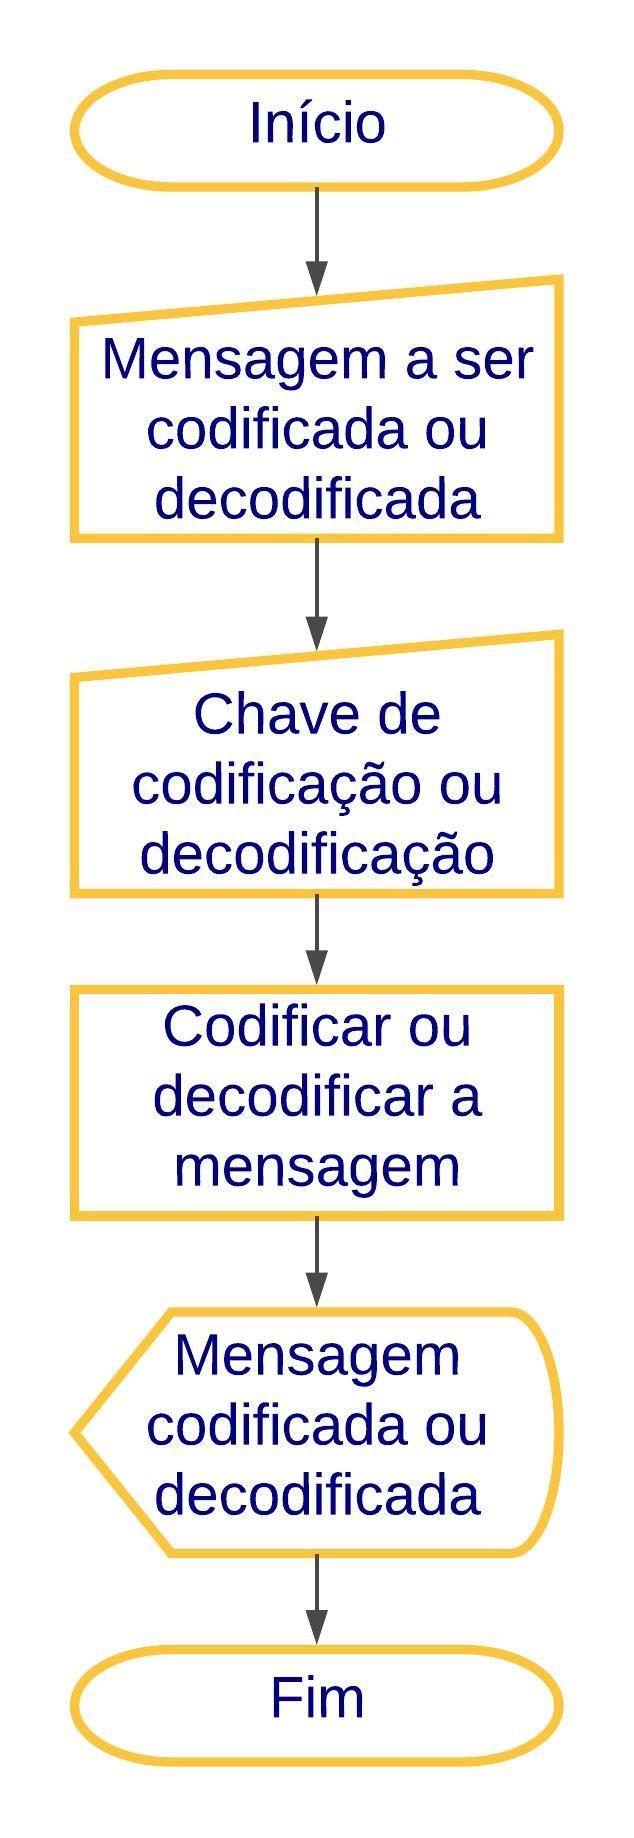 Início
Mensagem a ser
codificada ou
decodificada
Chave de
codificação ou
decodificação
Codificar ou
decodificar a
mensagem
Mensagem
codificada ou
decodificada
Fim